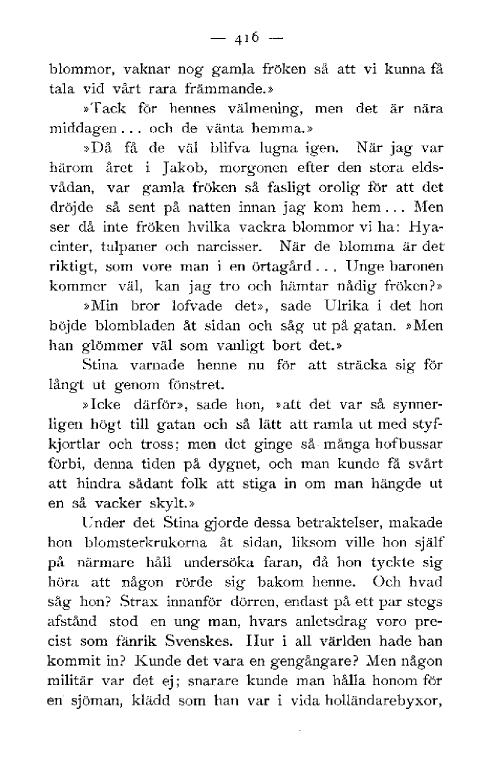 — 416 —
blommor, vaknar nog gamla fröken så att vi kunna få
tala vid vårt rara främmande.»
»Tack för hennes välmening, men det är nära
middagen... och de vänta hemma.»
»Då få de väl blifva lugna igen. När jag var
härom året i Jakob, morgonen efter den stora elds-
vådan, var gamla fröken så fasligt orolig för att det
dröjde så sent på natten innan jag kom hem... Men
ser då inte fröken hvilka vackra blommor vi ha: Hya-
cinter, tulpaner och narcisser. När de blomma är det
riktigt, som vore man i en örtagård... Unge baronen
kommer väl, kan jag tro och hämtar nådig fröken?»
»Min bror lofvade det», sade Ulrika i det hon
böjde blombladen åt sidan och såg ut på gatan. »Men
han glömmer väl som vanligt bort det.»
Stina varnade henne nu för att sträcka sig för
långt ut genom fönstret.
»Icke därför», sade hon, »att det var så synner-
ligen högt till gatan och så lätt att ramla ut med styf-
kjortlar och tross; men det ginge så många hofbussar
förbi, denna tiden på dygnet, och man kunde få svårt
att hindra sådant folk att stiga in om man hängde ut
en så vacker skylt.»
Under det Stina gjorde dessa betraktelser, makade
hon blomsterkrukorna åt sidan, liksom ville hon själf
på närmare håll undersöka faran, då hon tyckte sig
höra att någon rörde sig bakom henne. Och hvad
såg hon? Strax innanför dörren, endast på ett par stegs
afstånd stod en ung man, hvars anletsdrag voro pre-
cist som fänrik Svenskes. Hur i all världen hade han
kommit in? Kunde det vara en gengångare? Men någon
militär var det ej; snarare kunde man hålla honom för
en sjöman, klädd som han var i vida holländarebyxor,